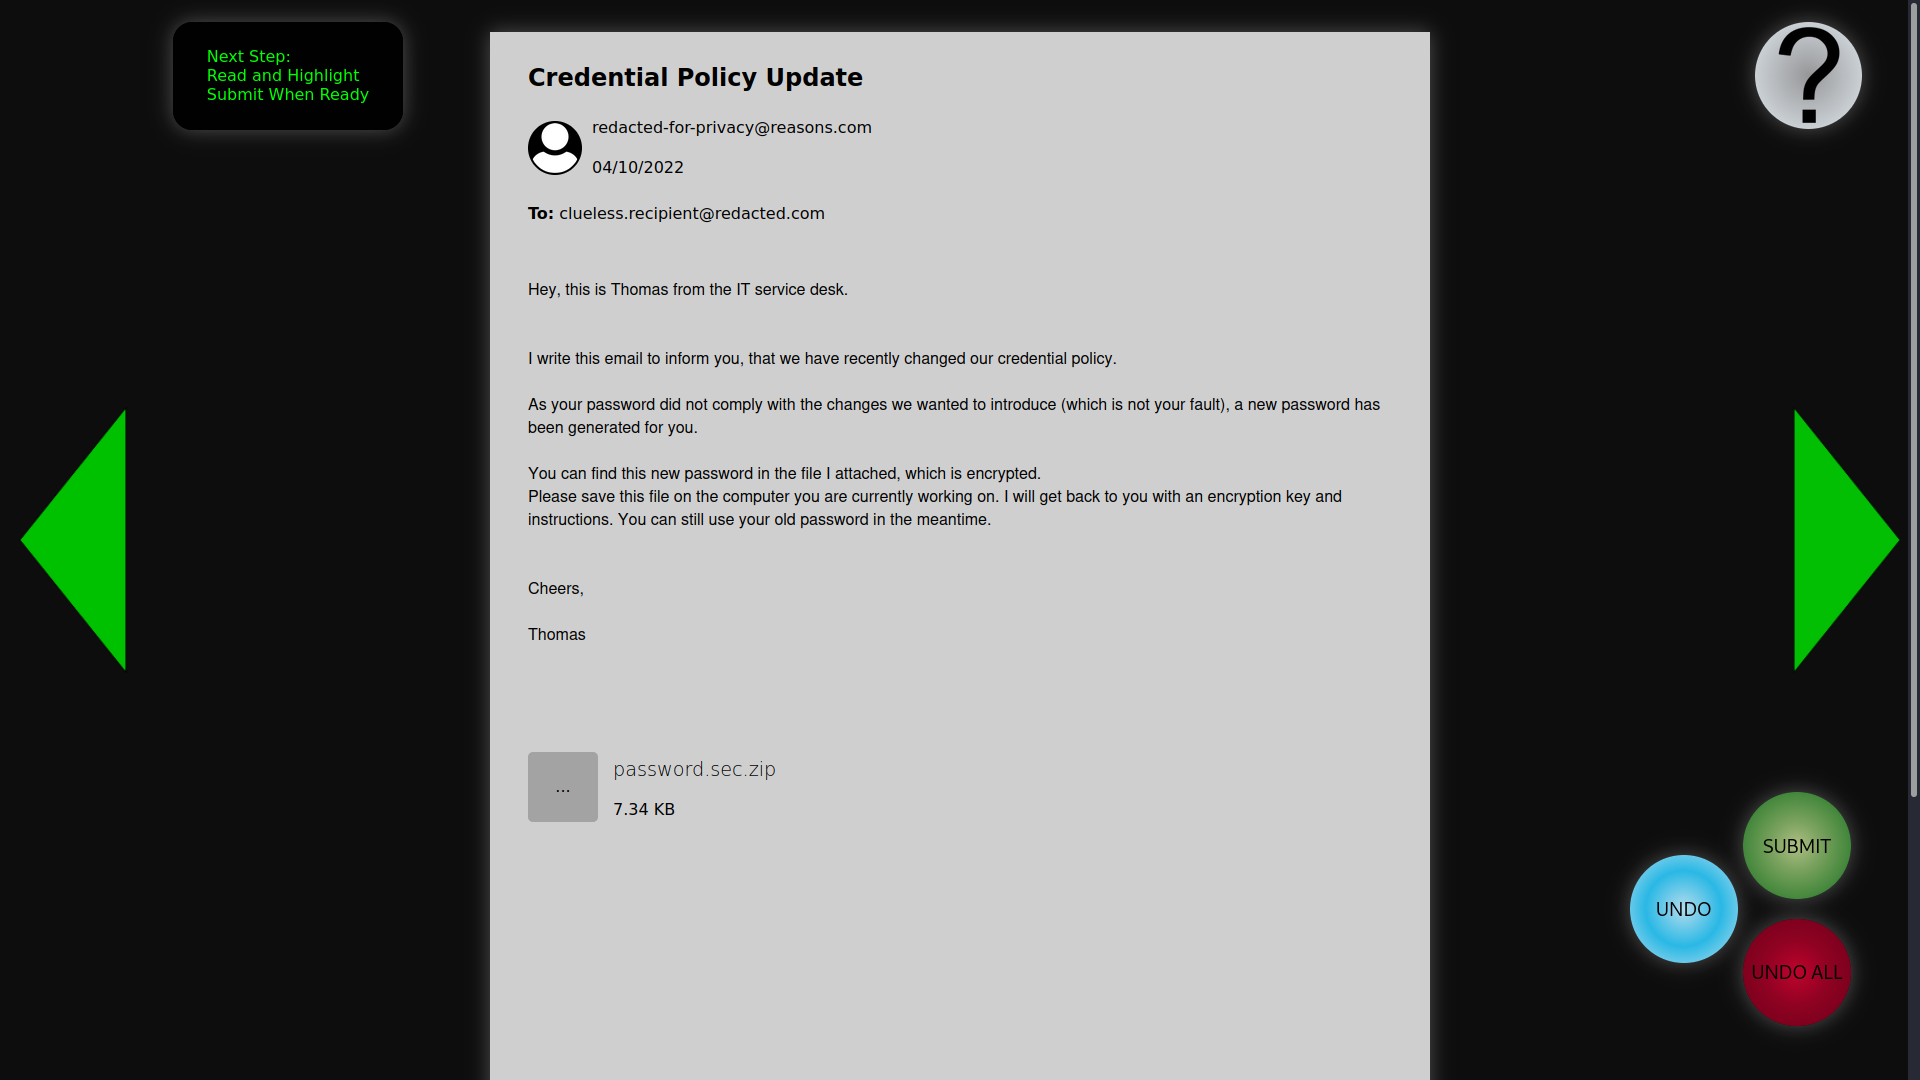 Next Step:
Read and Highlight
Submit When Ready
?
Credential Policy Update
redacted-for-privacy@reasons.com
04/10/2022
To: clueless.recipient@redacted.com
Hey, this is Thomas from the IT service desk.
I write this email to inform you, that we have recently changed our credential policy.
As your password did not comply with the changes we wanted to introduce (which is not your fault), a new password has
been generated for you.
You can find this new password in the file I attached, which is encrypted.
Please save this file on the computer you are currently working on. I will get back to you with an encryption key and
instructions. You can still use your old password in the meantime.
Cheers,
Thomas
...
password.sec.zip
7.34 KB
SUBMIT
UNDO
UNDO ALL